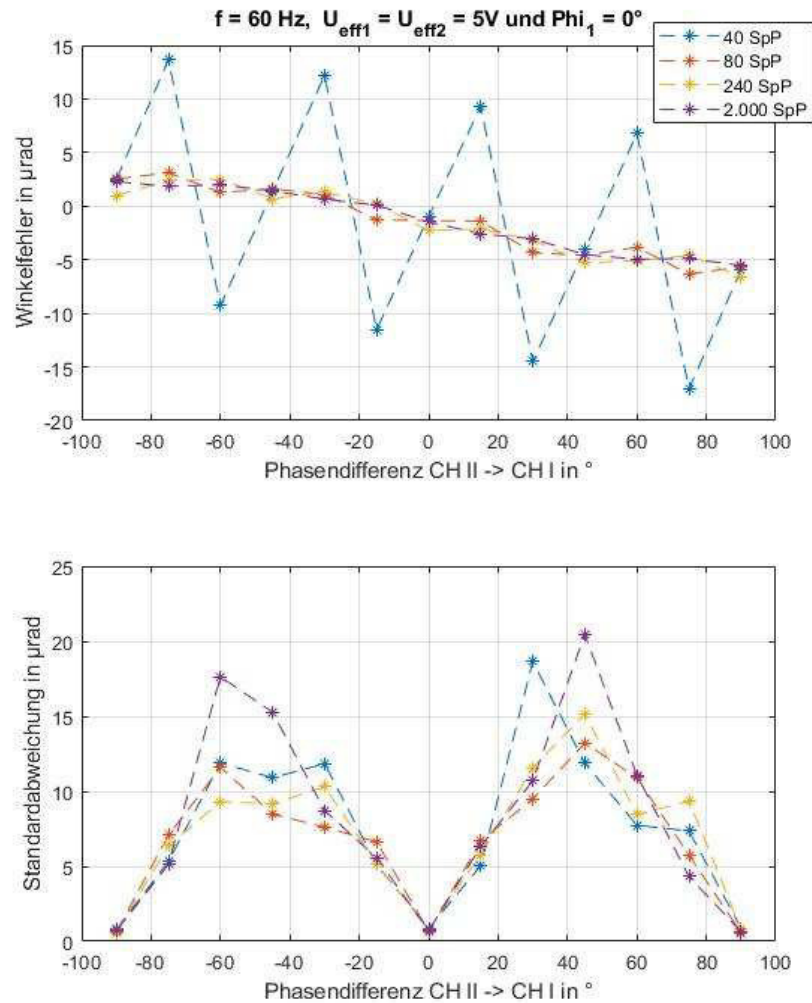 f = 60 Hz, U_eff1 = U_eff2 = 5V und Phi_1 = 0°
40 SpP
80 SpP
240 SpP
2.000 SpP
15
10
5
0
-5
-10
-15
-20
Winkelfehler in µrad
-100 -80 -60 -40 -20 0 20 40 60 80 100
Phasendifferenz CH II -> CH I in °
25
20
15
10
5
0
Standardabweichung in µrad
-100 -80 -60 -40 -20 0 20 40 60 80 100
Phasendifferenz CH II -> CH I in °